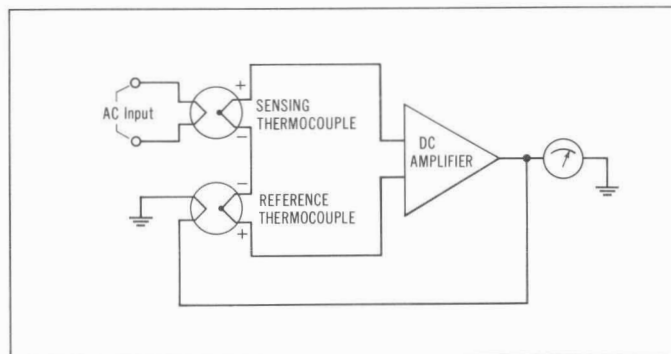 +
AC Input
SENSING
THERMOCOUPLE
−
DC
AMPLIFIER
−
REFERENCE
THERMOCOUPLE
+